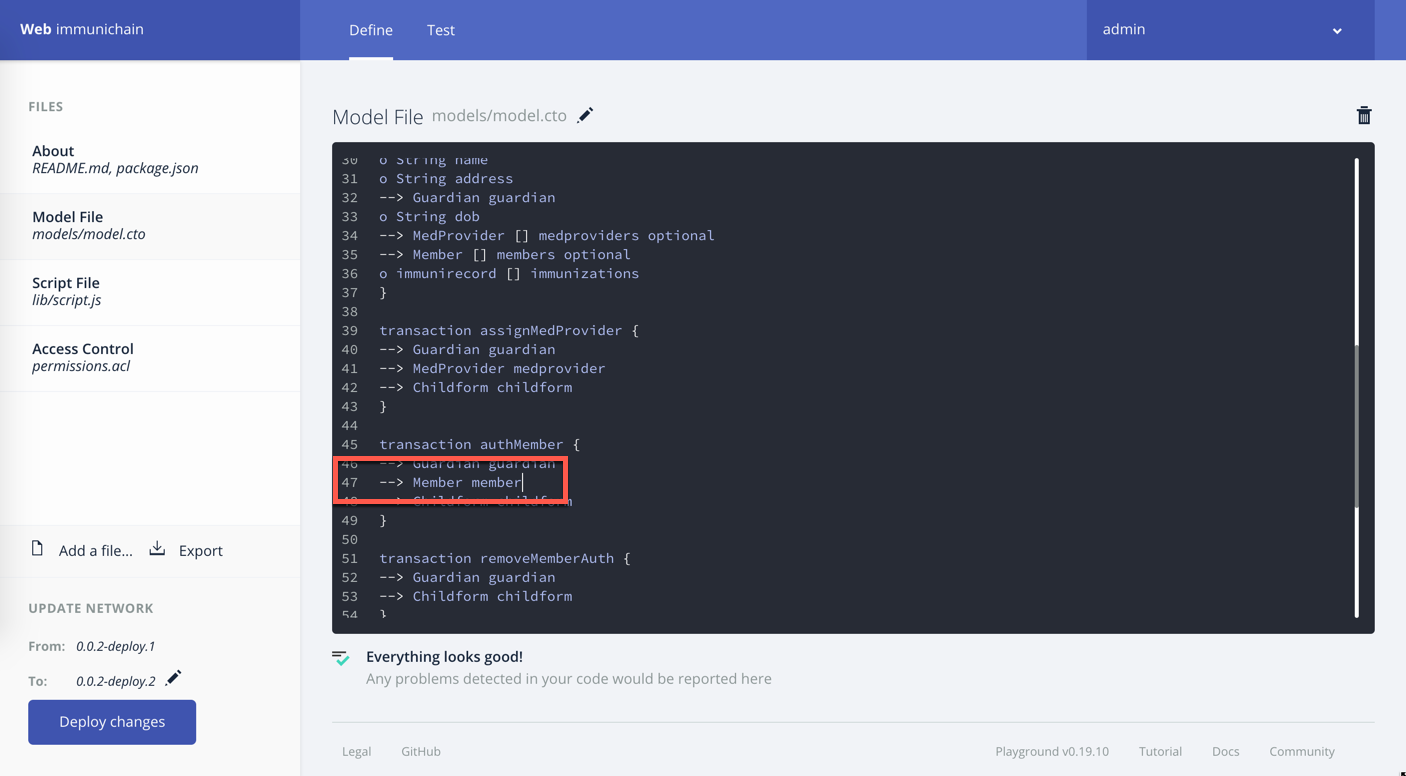 Web immunichain
Define
Test
admin
FILES
About
README.md, package.json
Model File
models/model.cto
Script File
lib/script.js
Access Control
permissions.acl
Add a file...
Export
UPDATE NETWORK
From: 0.0.2-deploy.1
To: 0.0.2-deploy.2
Deploy changes
Model File models/model.cto
30 o String name
31 o String address
32 --> Guardian guardian
33 o String dob
34 --> MedProvider [] medproviders optional
35 --> Member [] members optional
36 o immunirecord [] immunizations
37 }
38
39 transaction assignMedProvider {
40 --> Guardian guardian
41 --> MedProvider medprovider
42 --> Childform childform
43 }
44
45 transaction authMember {
46 --> Guardian guardian
47 --> Member member
48 --> Childform childform
49 }
50
51 transaction removeMemberAuth {
52 --> Guardian guardian
53 --> Childform childform
54 }
Everything looks good!
Any problems detected in your code would be reported here
Legal
GitHub
Playground v0.19.10
Tutorial
Docs
Community